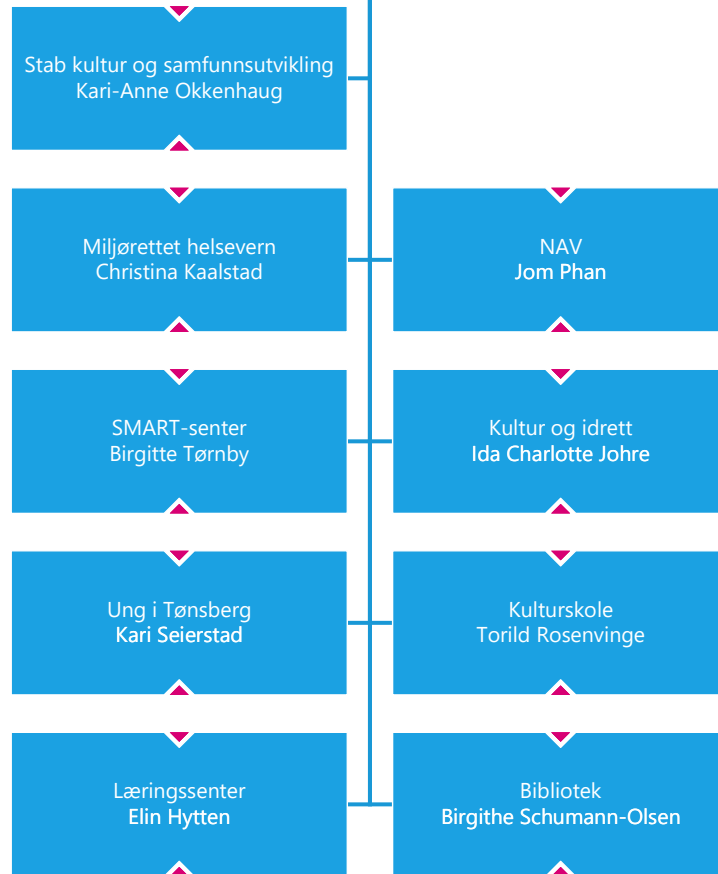 Stab kultur og samfunnsutvikling
Kari-Anne Okkenhaug
Miljørettet helsevern
Christina Kaalstad
NAV
Jom Phan
SMART-senter
Birgitte Tørnby
Kultur og idrett
Ida Charlotte Johre
Ung i Tønsberg
Kari Seierstad
Kulturskole
Torild Rosenvinge
Læringssenter
Elin Hytten
Bibliotek
Birgithe Schumann-Olsen